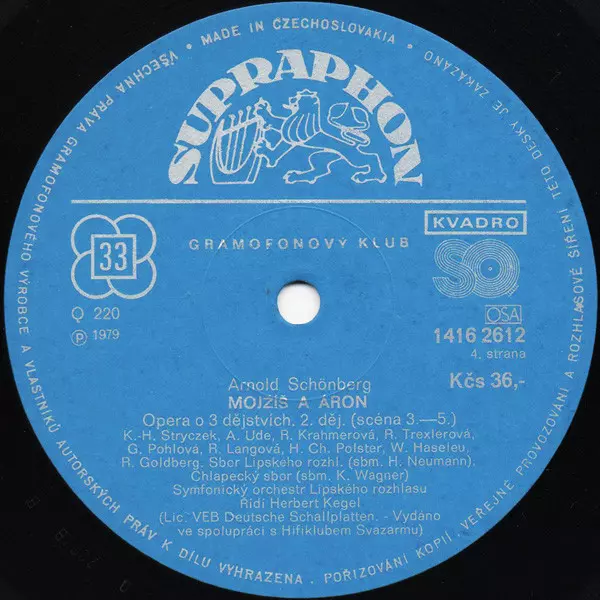 VŠECHNA PRÁVA GRAMOFONOVÉHO VÝROBCE A VLASTNÍKŮ AUTORSKÝCH PRÁV K DÍLU VYHRAZENA · POŘIZOVÁNÍ KOPIÍ, VEŘEJNÉ PROVOZOVÁNÍ A ROZHLASOVÉ ŠÍŘENÍ TÉTO DESKY JE ZAKÁZÁNO
• MADE IN CZECHOSLOVAKIA •
SUPRAPHON
33
GRAMOFONOVÝ KLUB
KVADRO
SQ
Q 220
Ⓟ 1979
OSA
1416 2612
4. strana
Kčs 36,-
Arnold Schönberg
MOJŽÍŠ A ÁRON
Opera o 3 dějstvích. 2. děj. (scéna 3.—5.)
K.-H. Stryczek, A. Ude, R. Krahmerová, R. Trexlerová,
G. Pohlova, R. Langová, H. Ch. Polster, W. Haseleu.
R. Goldberg. Sbor Lipského rozhl. (sbm. H. Neumann).
Chlapecký sbor (sbm. K. Wagner)
Symfonický orchestr Lipského rozhlasu
Řídí Herbert Kegel
(Lic. VEB Deutsche Schallplatten. - Vydáno
ve spolupráci s Hifiklubem Svazarmu)